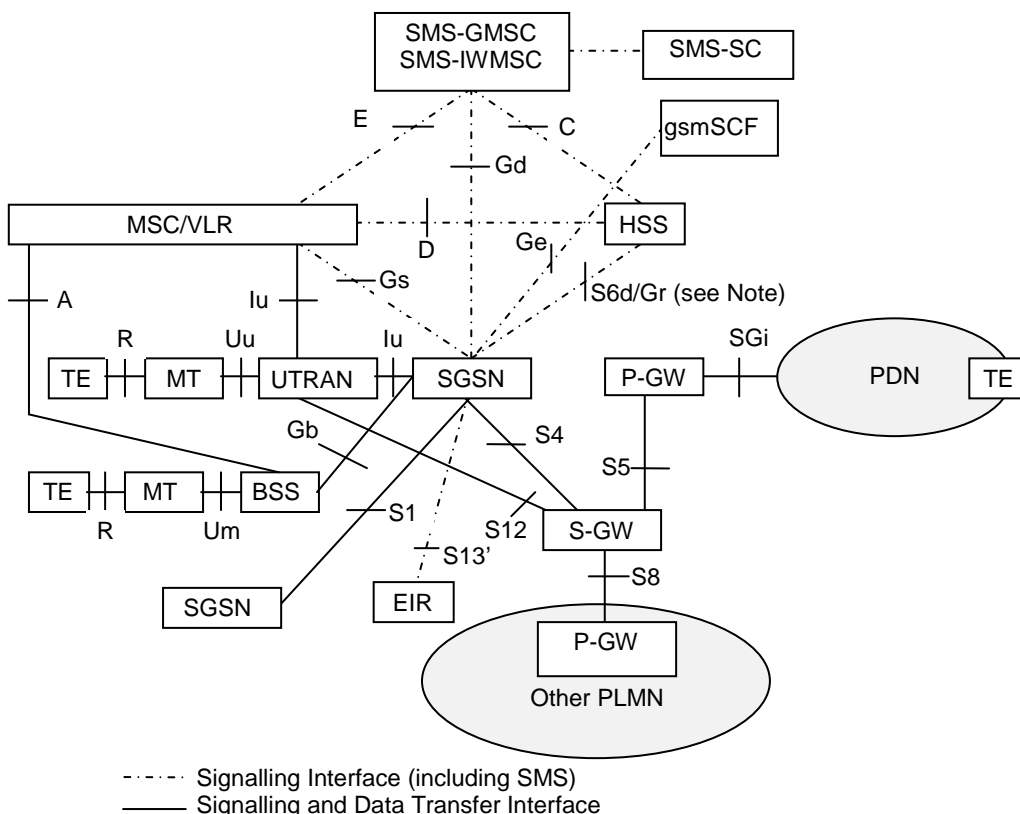 SMS-GMSC
SMS-IWMSC
SMS-SC
E
C
gsmSCF
Gd
MSC/VLR
HSS
D
Ge
Gs
S6d/Gr (see Note)
A
Iu
SGi
R
Uu
Iu
TE
MT
UTRAN
SGSN
P-GW
PDN
TE
Gb
S4
S5
TE
MT
BSS
R
Um
S1
S12
S-GW
S13’
S8
SGSN
EIR
P-GW
Other PLMN
Signalling Interface (including SMS)
Signalling and Data Transfer Interface